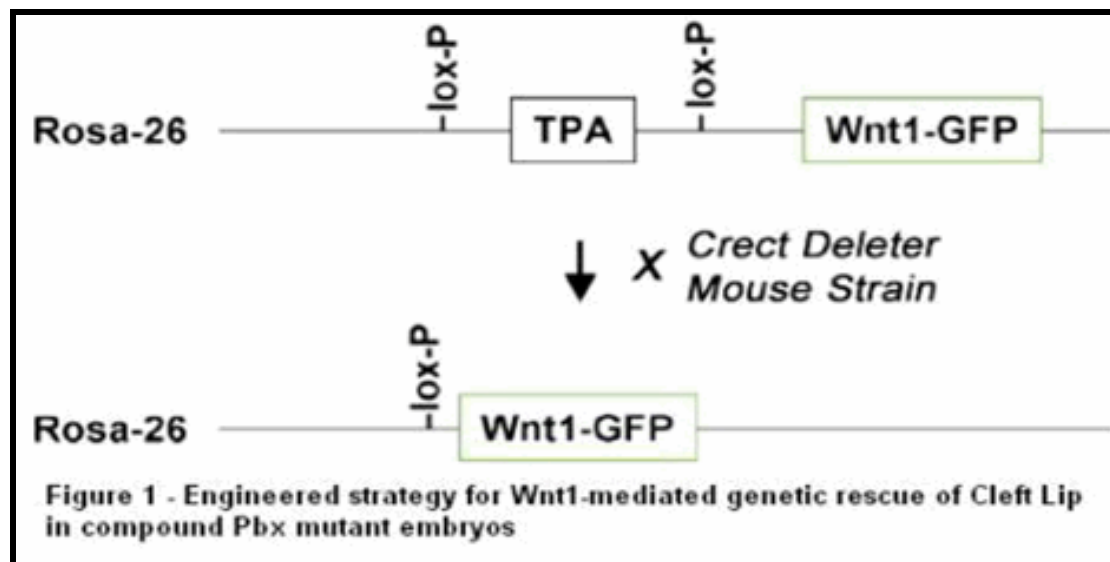 -lox-P
-lox-P
Rosa-26
TPA
Wnt1-GFP
X Crect Deleter
Mouse Strain
-lox-P
Rosa-26
Wnt1-GFP
Figure 1 - Engineered strategy for Wnt1-mediated genetic rescue of Cleft Lip
in compound Pbx mutant embryos